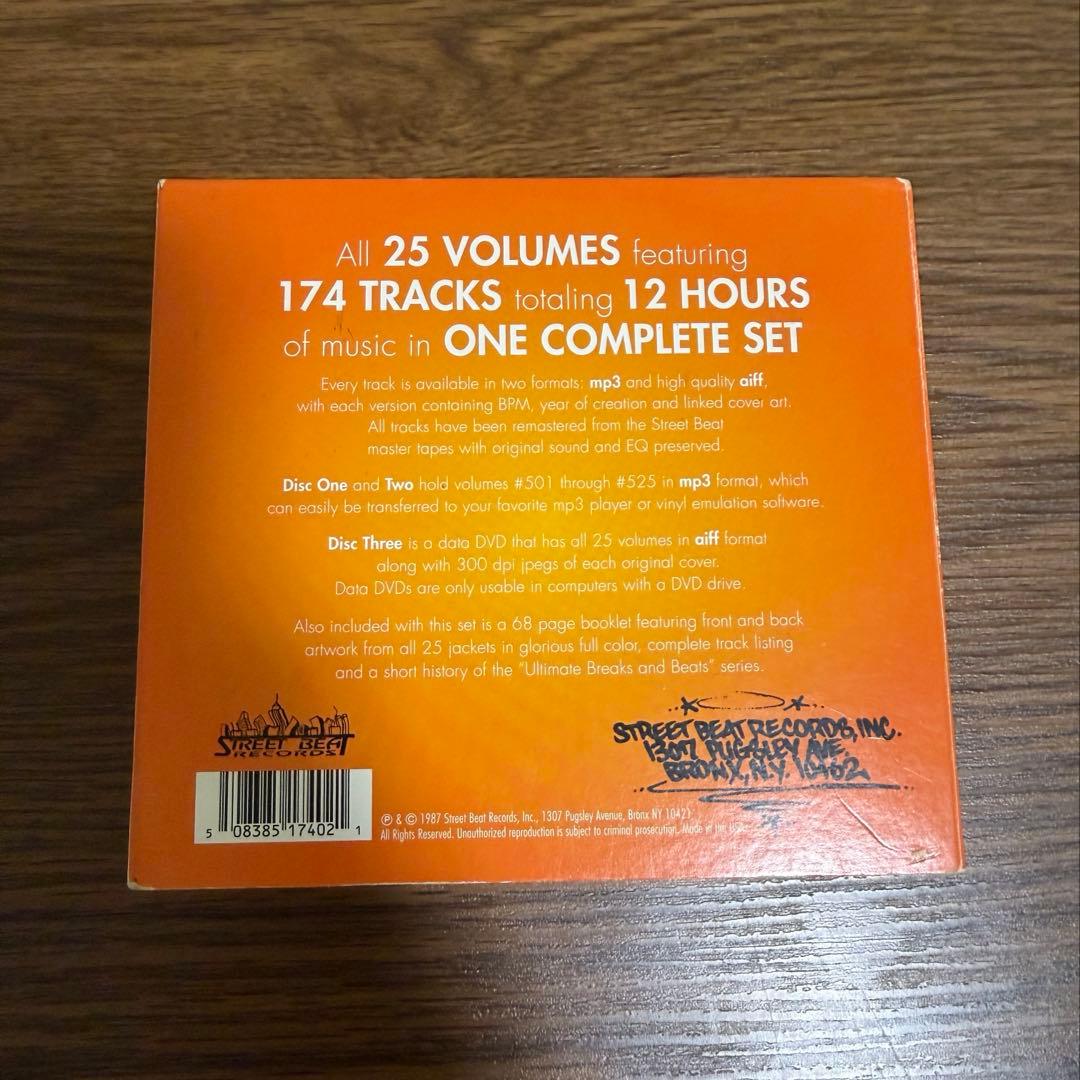 All 25 VOLUMES featuring
174 TRACKS totaling 12 HOURS
of music in ONE COMPLETE SET
Every track is available in two formats: mp3 and high quality aiff,
with each version containing BPM, year of creation and linked cover art.
All tracks have been remastered from the Street Beat
master tapes with original sound and EQ preserved.
Disc One and Two hold volumes #501 through #525 in mp3 format, which
can easily be transferred to your favorite mp3 player or vinyl emulation software.
Disc Three is a data DVD that has all 25 volumes in aiff format
along with 300 dpi jpegs of each original cover.
Data DVDs are only usable in computers with a DVD drive.
Also included with this set is a 68 page booklet featuring front and back
artwork from all 25 jackets in glorious full color, complete track listing
and a short history of the "Ultimate Breaks and Beats" series.
STREET BEAT
RECORDS
STREET BEAT RECORDS, INC.
1307 PUGSLEY AVE.
BRONX, N.Y. 10462
5 08385 17402 1
℗ & © 1987 Street Beat Records, Inc., 1307 Pugsley Avenue, Bronx NY 10421
All Rights Reserved. Unauthorized reproduction is subject to criminal prosecution. Made in the